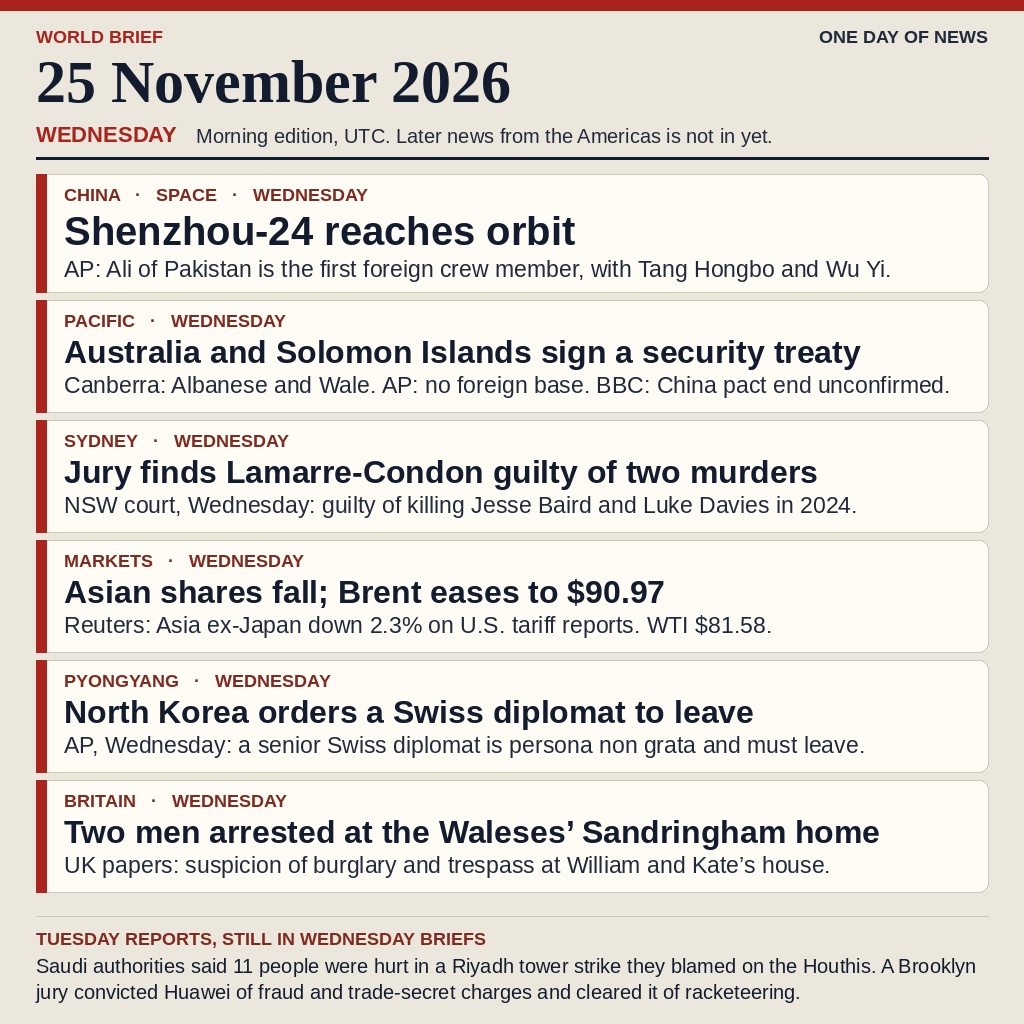 WORLD BRIEF
ONE DAY OF NEWS
25 November 2026
WEDNESDAY Morning edition, UTC. Later news from the Americas is not in yet.
CHINA · SPACE · WEDNESDAY
Shenzhou-24 reaches orbit
AP: Ali of Pakistan is the first foreign crew member, with Tang Hongbo and Wu Yi.
PACIFIC · WEDNESDAY
Australia and Solomon Islands sign a security treaty
Canberra: Albanese and Wale. AP: no foreign base. BBC: China pact end unconfirmed.
SYDNEY · WEDNESDAY
Jury finds Lamarre-Condon guilty of two murders
NSW court, Wednesday: guilty of killing Jesse Baird and Luke Davies in 2024.
MARKETS · WEDNESDAY
Asian shares fall; Brent eases to $90.97
Reuters: Asia ex-Japan down 2.3% on U.S. tariff reports. WTI $81.58.
PYONGYANG · WEDNESDAY
North Korea orders a Swiss diplomat to leave
AP, Wednesday: a senior Swiss diplomat is persona non grata and must leave.
BRITAIN · WEDNESDAY
Two men arrested at the Waleses’ Sandringham home
UK papers: suspicion of burglary and trespass at William and Kate’s house.
TUESDAY REPORTS, STILL IN WEDNESDAY BRIEFS
Saudi authorities said 11 people were hurt in a Riyadh tower strike they blamed on the Houthis. A Brooklyn
jury convicted Huawei of fraud and trade-secret charges and cleared it of racketeering.